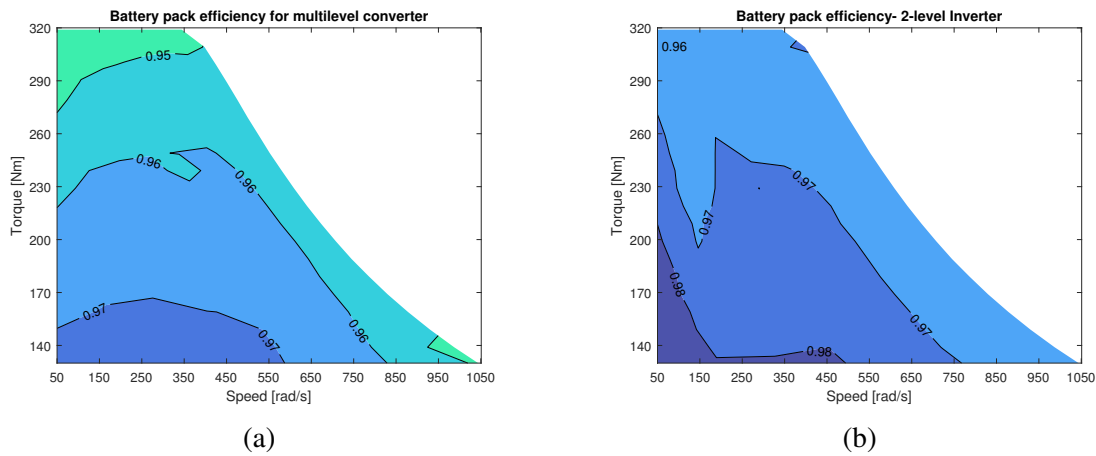 Battery pack efficiency for multilevel converter
320
290
260
230
200
170
140
Torque [Nm]
0.95
0.96
0.96
0.97
0.97
0.96
50 150 250 350 450 550 650 750 850 950 1050
Speed [rad/s]
(a)
Battery pack efficiency- 2-level Inverter
320
290
260
230
200
170
140
Torque [Nm]
0.96
0.97
0.97
0.98
0.97
0.98
50 150 250 350 450 550 650 750 850 950 1050
Speed [rad/s]
(b)